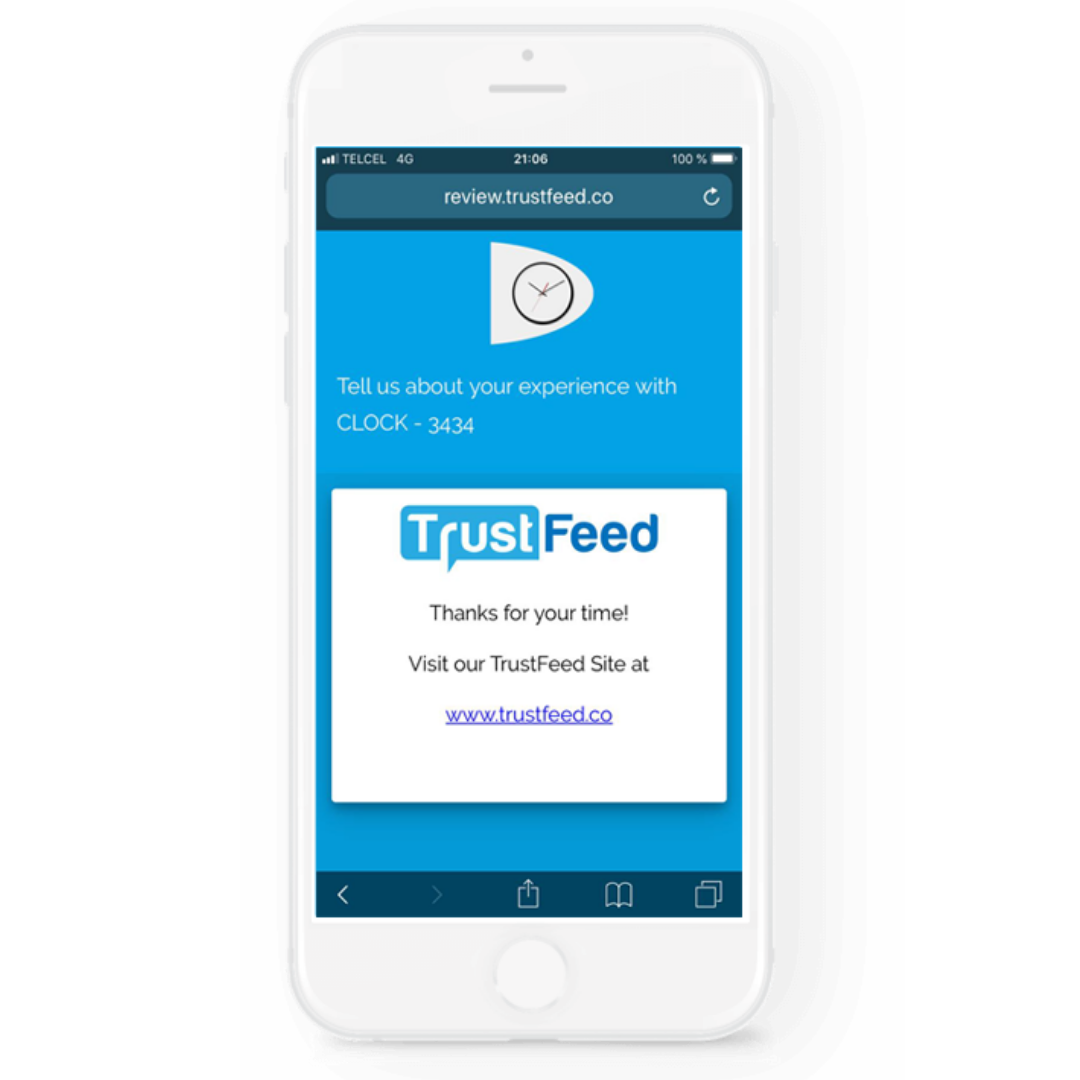 TELCEL 4G 21:06 100 %
review.trustfeed.co
Tell us about your experience with
CLOCK - 3434
TrustFeed
Thanks for your time!
Visit our TrustFeed Site at
www.trustfeed.co